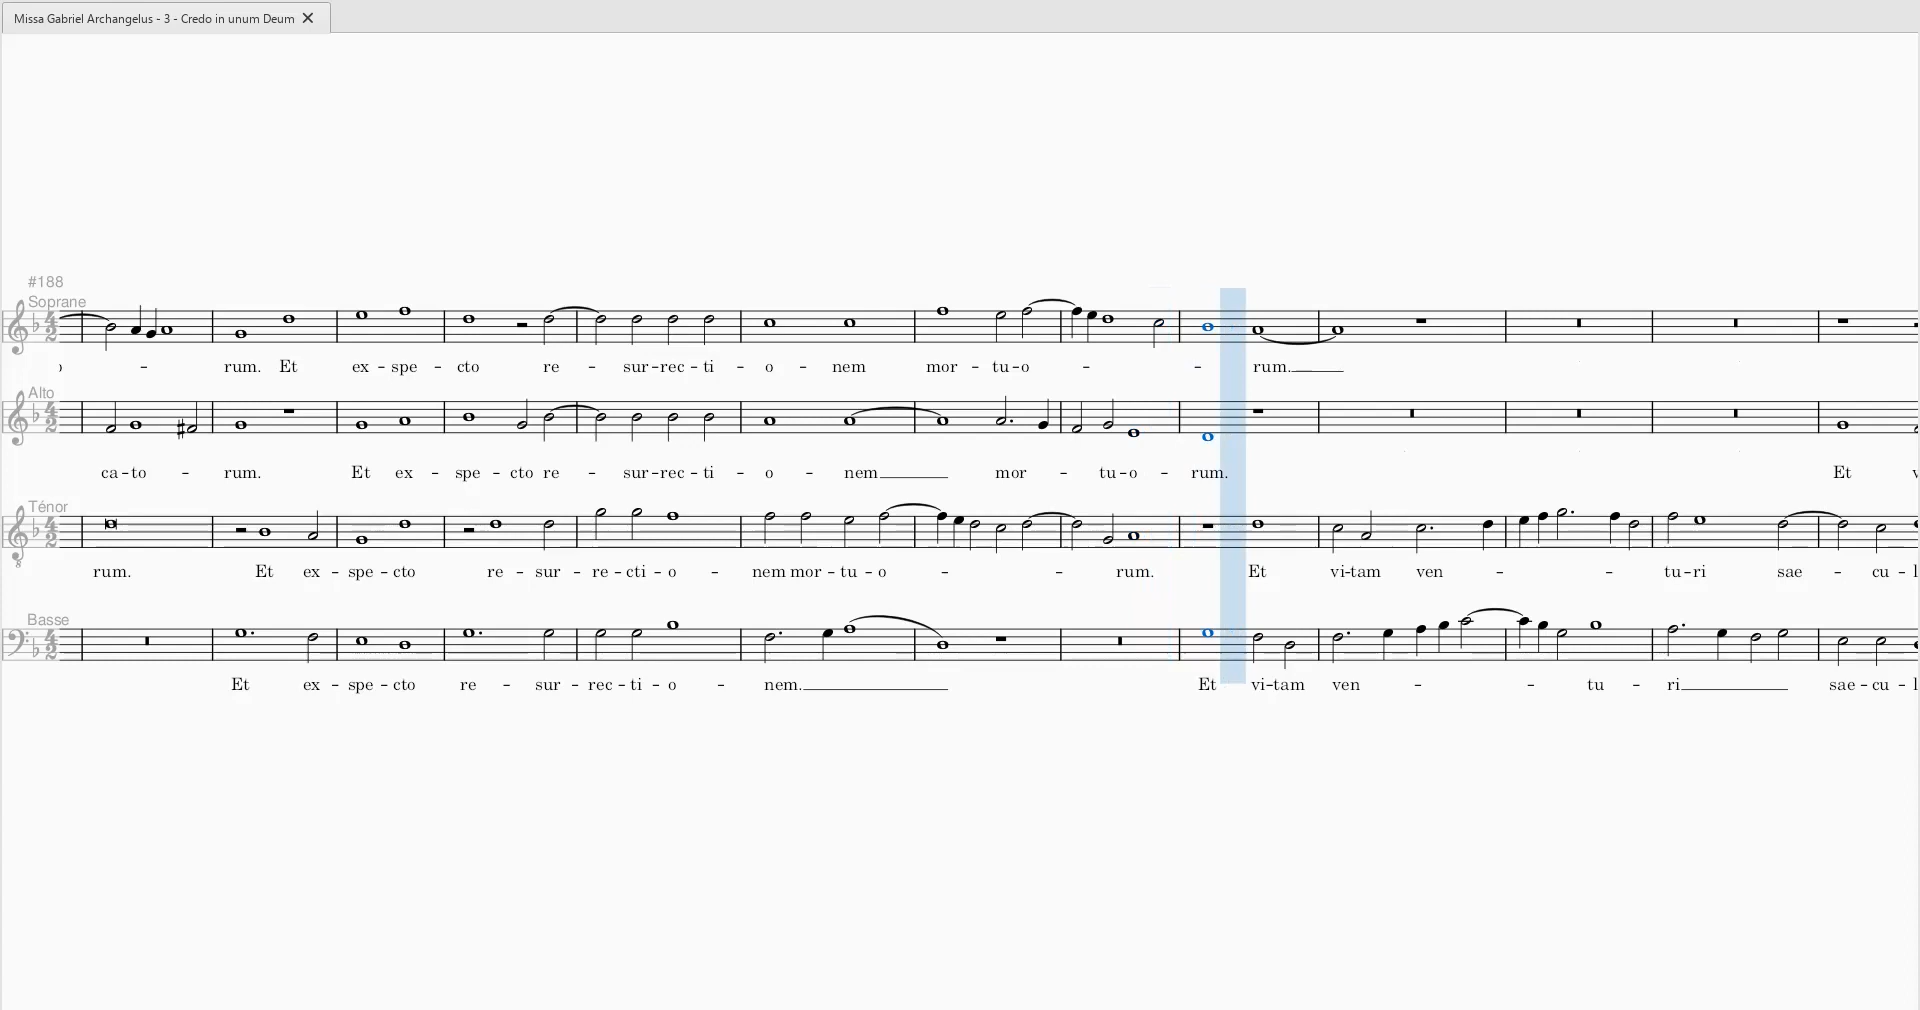 Missa Gabriel Archangelus - 3 - Credo in unum Deum
#188
Soprane
rum. Et ex - spe - cto re - sur - rec - ti - o - nem mor - tu - o - - rum.
Alto
ca - to - rum. Et ex - spe - cto re - sur - rec - ti - o - nem mor - tu - o - rum. Et
Ténor
rum. Et ex - spe - cto re - sur - re - cti - o - nem mor - tu - o - - rum. Et vi - tam ven - - tu - ri sae - cu - l
Basse
Et ex - spe - cto re - sur - rec - ti - o - nem. Et vi - tam ven - - tu - ri sae - cu - l